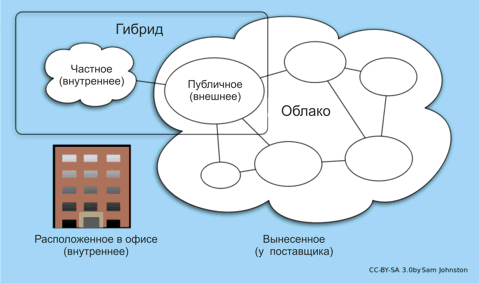 Гибрид
Частное
(внутреннее)
Публичное
(внешнее)
Облако
Расположенное в офисе
(внутреннее)
Вынесенное
(у поставщика)
CC-BY-SA 3.0by Sam Johnston